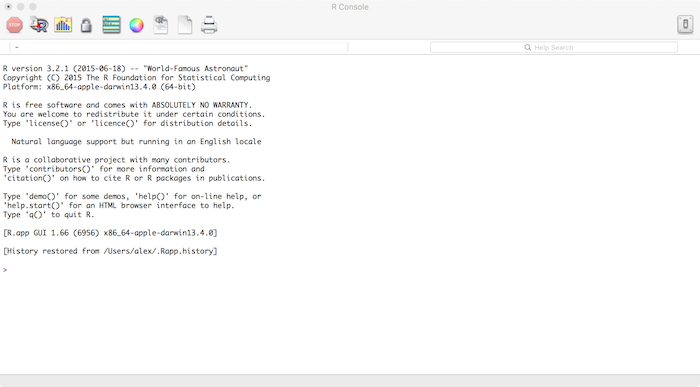 R Console
STOP
~
Help Search
R version 3.2.1 (2015-06-18) -- "World-Famous Astronaut"
Copyright (C) 2015 The R Foundation for Statistical Computing
Platform: x86_64-apple-darwin13.4.0 (64-bit)
R is free software and comes with ABSOLUTELY NO WARRANTY.
You are welcome to redistribute it under certain conditions.
Type 'license()' or 'licence()' for distribution details.
Natural language support but running in an English locale
R is a collaborative project with many contributors.
Type 'contributors()' for more information and
'citation()' on how to cite R or R packages in publications.
Type 'demo()' for some demos, 'help()' for on-line help, or
'help.start()' for an HTML browser interface to help.
Type 'q()' to quit R.
[R.app GUI 1.66 (6956) x86_64-apple-darwin13.4.0]
[History restored from /Users/alex/.Rapp.history]
>